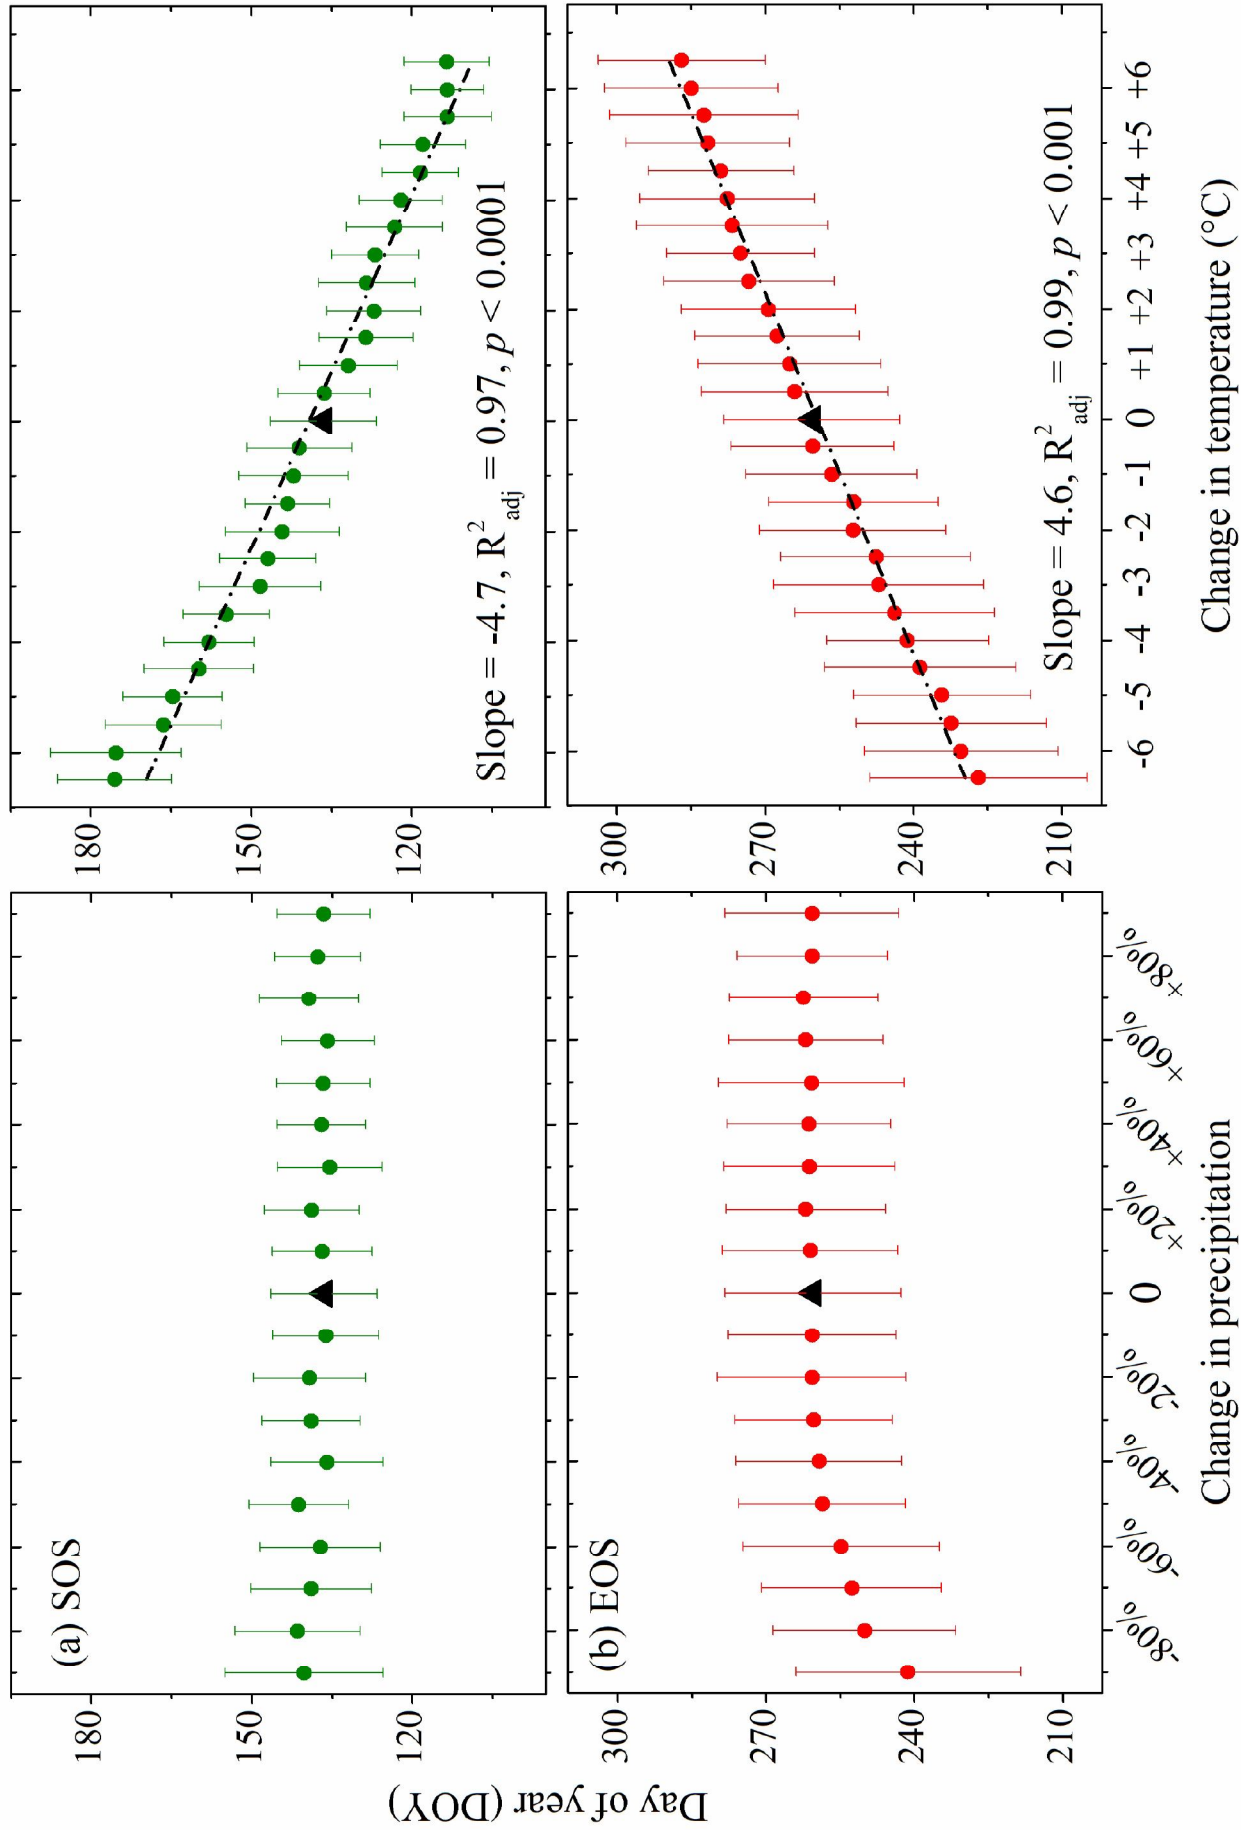 Day of year (DOY)
(a) SOS
180
150
120
180
150
120
Slope = -4.7, R²adj = 0.97, p < 0.0001
(b) EOS
300
270
240
210
300
270
240
210
Slope = 4.6, R²adj = 0.99, p < 0.001
-80% -60% -40% -20% 0 +20% +40% +60% +80%
Change in precipitation
-6 -5 -4 -3 -2 -1 0 +1 +2 +3 +4 +5 +6
Change in temperature (°C)